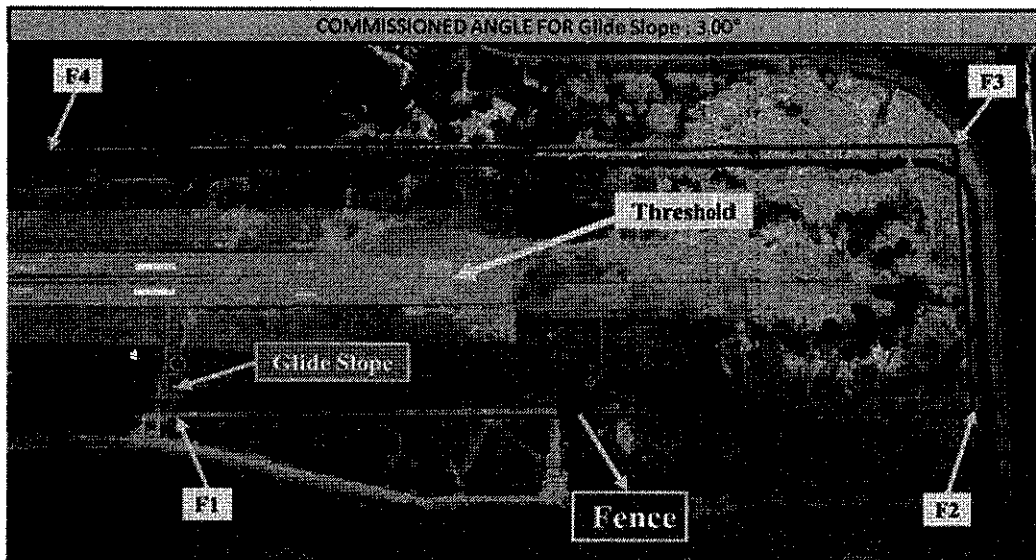 COMMISSIONED ANGLE FOR Glide Slope : 3.00°
F4
F3
Threshold
Glide Slope
F1
Fence
F2